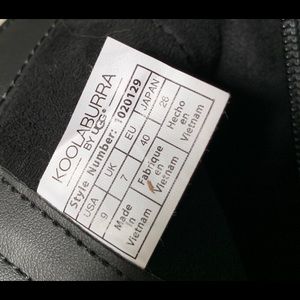 KOOLABURRA
BY UGG®
Style Number: 1020129
USA UK EU JAPAN
9 7 40 26
Made in Vietnam
Fabriqué en Vietnam
Hecho en Vietnam